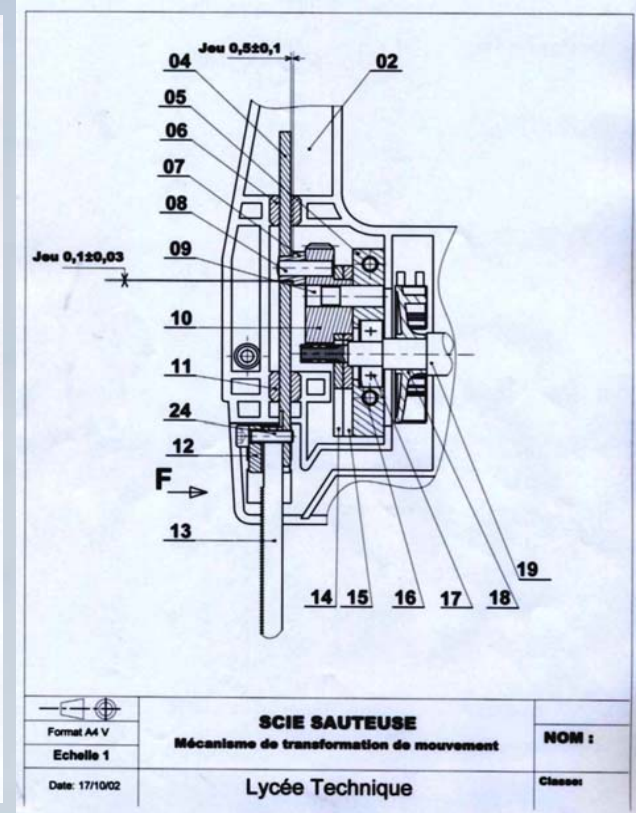 Jeu 0,5±0,1
04
02
05
06
07
08
09
Jeu 0,1±0,03
10
11
24
12
F
13
14
15
16
17
18
19
Format A4 V
Echelle 1
Date: 17/10/02
SCIE SAUTEUSE
Mécanisme de transformation de mouvement
Lycée Technique
NOM :
Classe: